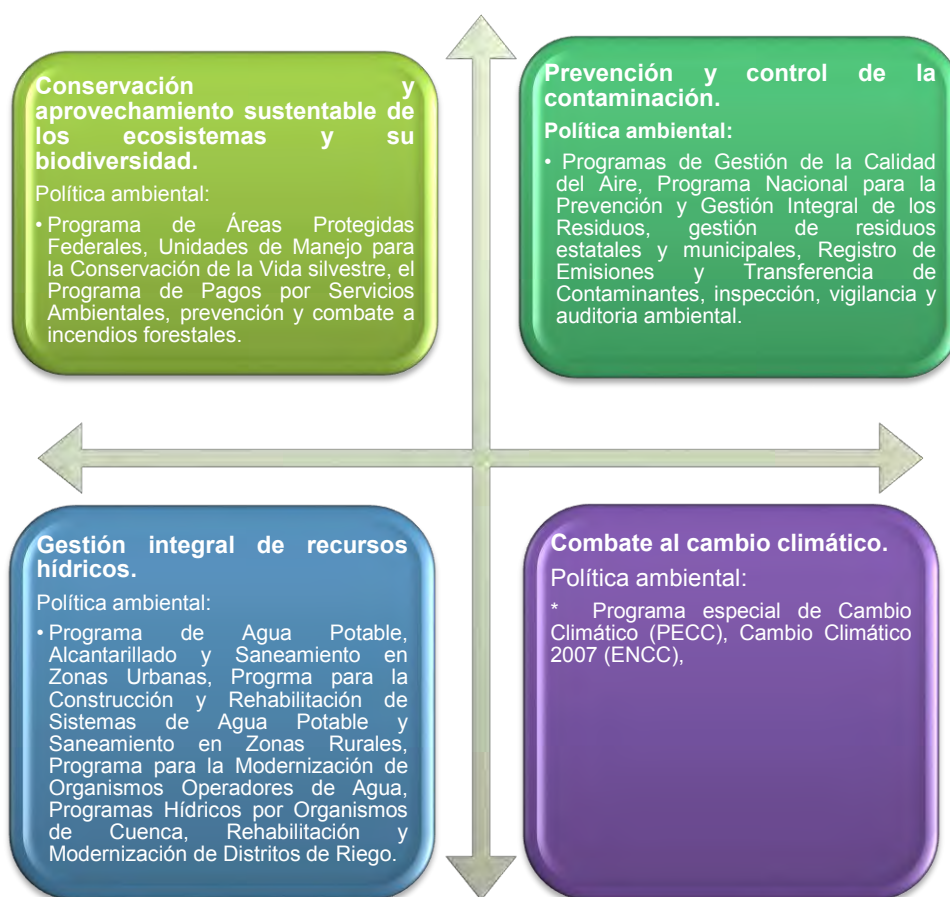 Conservación y
aprovechamiento sustentable de
los ecosistemas y su
biodiversidad.
Política ambiental:
• Programa de Áreas Protegidas
Federales, Unidades de Manejo para
la Conservación de la Vida silvestre, el
Programa de Pagos por Servicios
Ambientales, prevención y combate a
incendios forestales.
Prevención y control de la
contaminación.
Política ambiental:
• Programas de Gestión de la Calidad
del Aire, Programa Nacional para la
Prevención y Gestión Integral de los
Residuos, gestión de residuos
estatales y municipales, Registro de
Emisiones y Transferencia de
Contaminantes, inspección, vigilancia y
auditoria ambiental.
Gestión integral de recursos
hídricos.
Política ambiental:
• Programa de Agua Potable,
Alcantarillado y Saneamiento en
Zonas Urbanas, Progrma para la
Construcción y Rehabilitación de
Sistemas de Agua Potable y
Saneamiento en Zonas Rurales,
Programa para la Modernización de
Organismos Operadores de Agua,
Programas Hídricos por Organismos
de Cuenca, Rehabilitación y
Modernización de Distritos de Riego.
Combate al cambio climático.
Política ambiental:
* Programa especial de Cambio
Climático (PECC), Cambio Climático
2007 (ENCC),